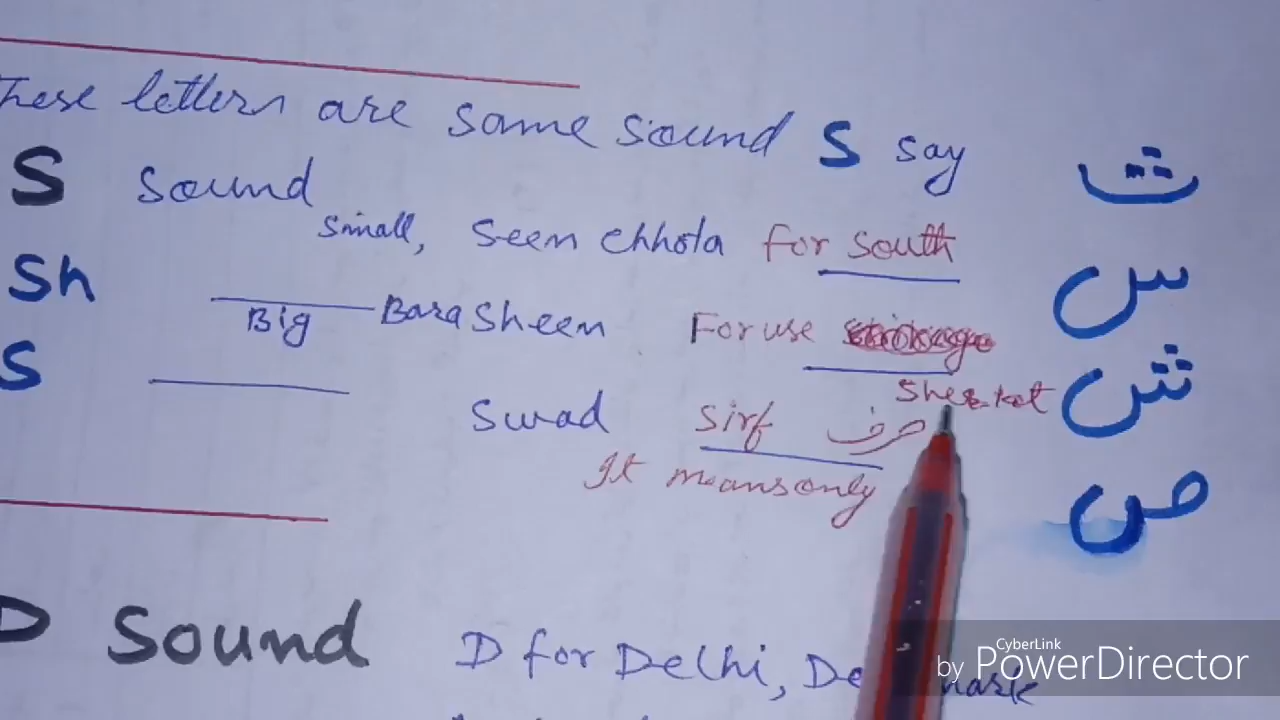 These letters are same sound S say ث
S sound
small, Seen chhota for south س
Sh Big Bara Sheen For use ش
S Swad Sirf حرف ص
It means only
D Sound D for Delhi,
CyberLink
by PowerDirector